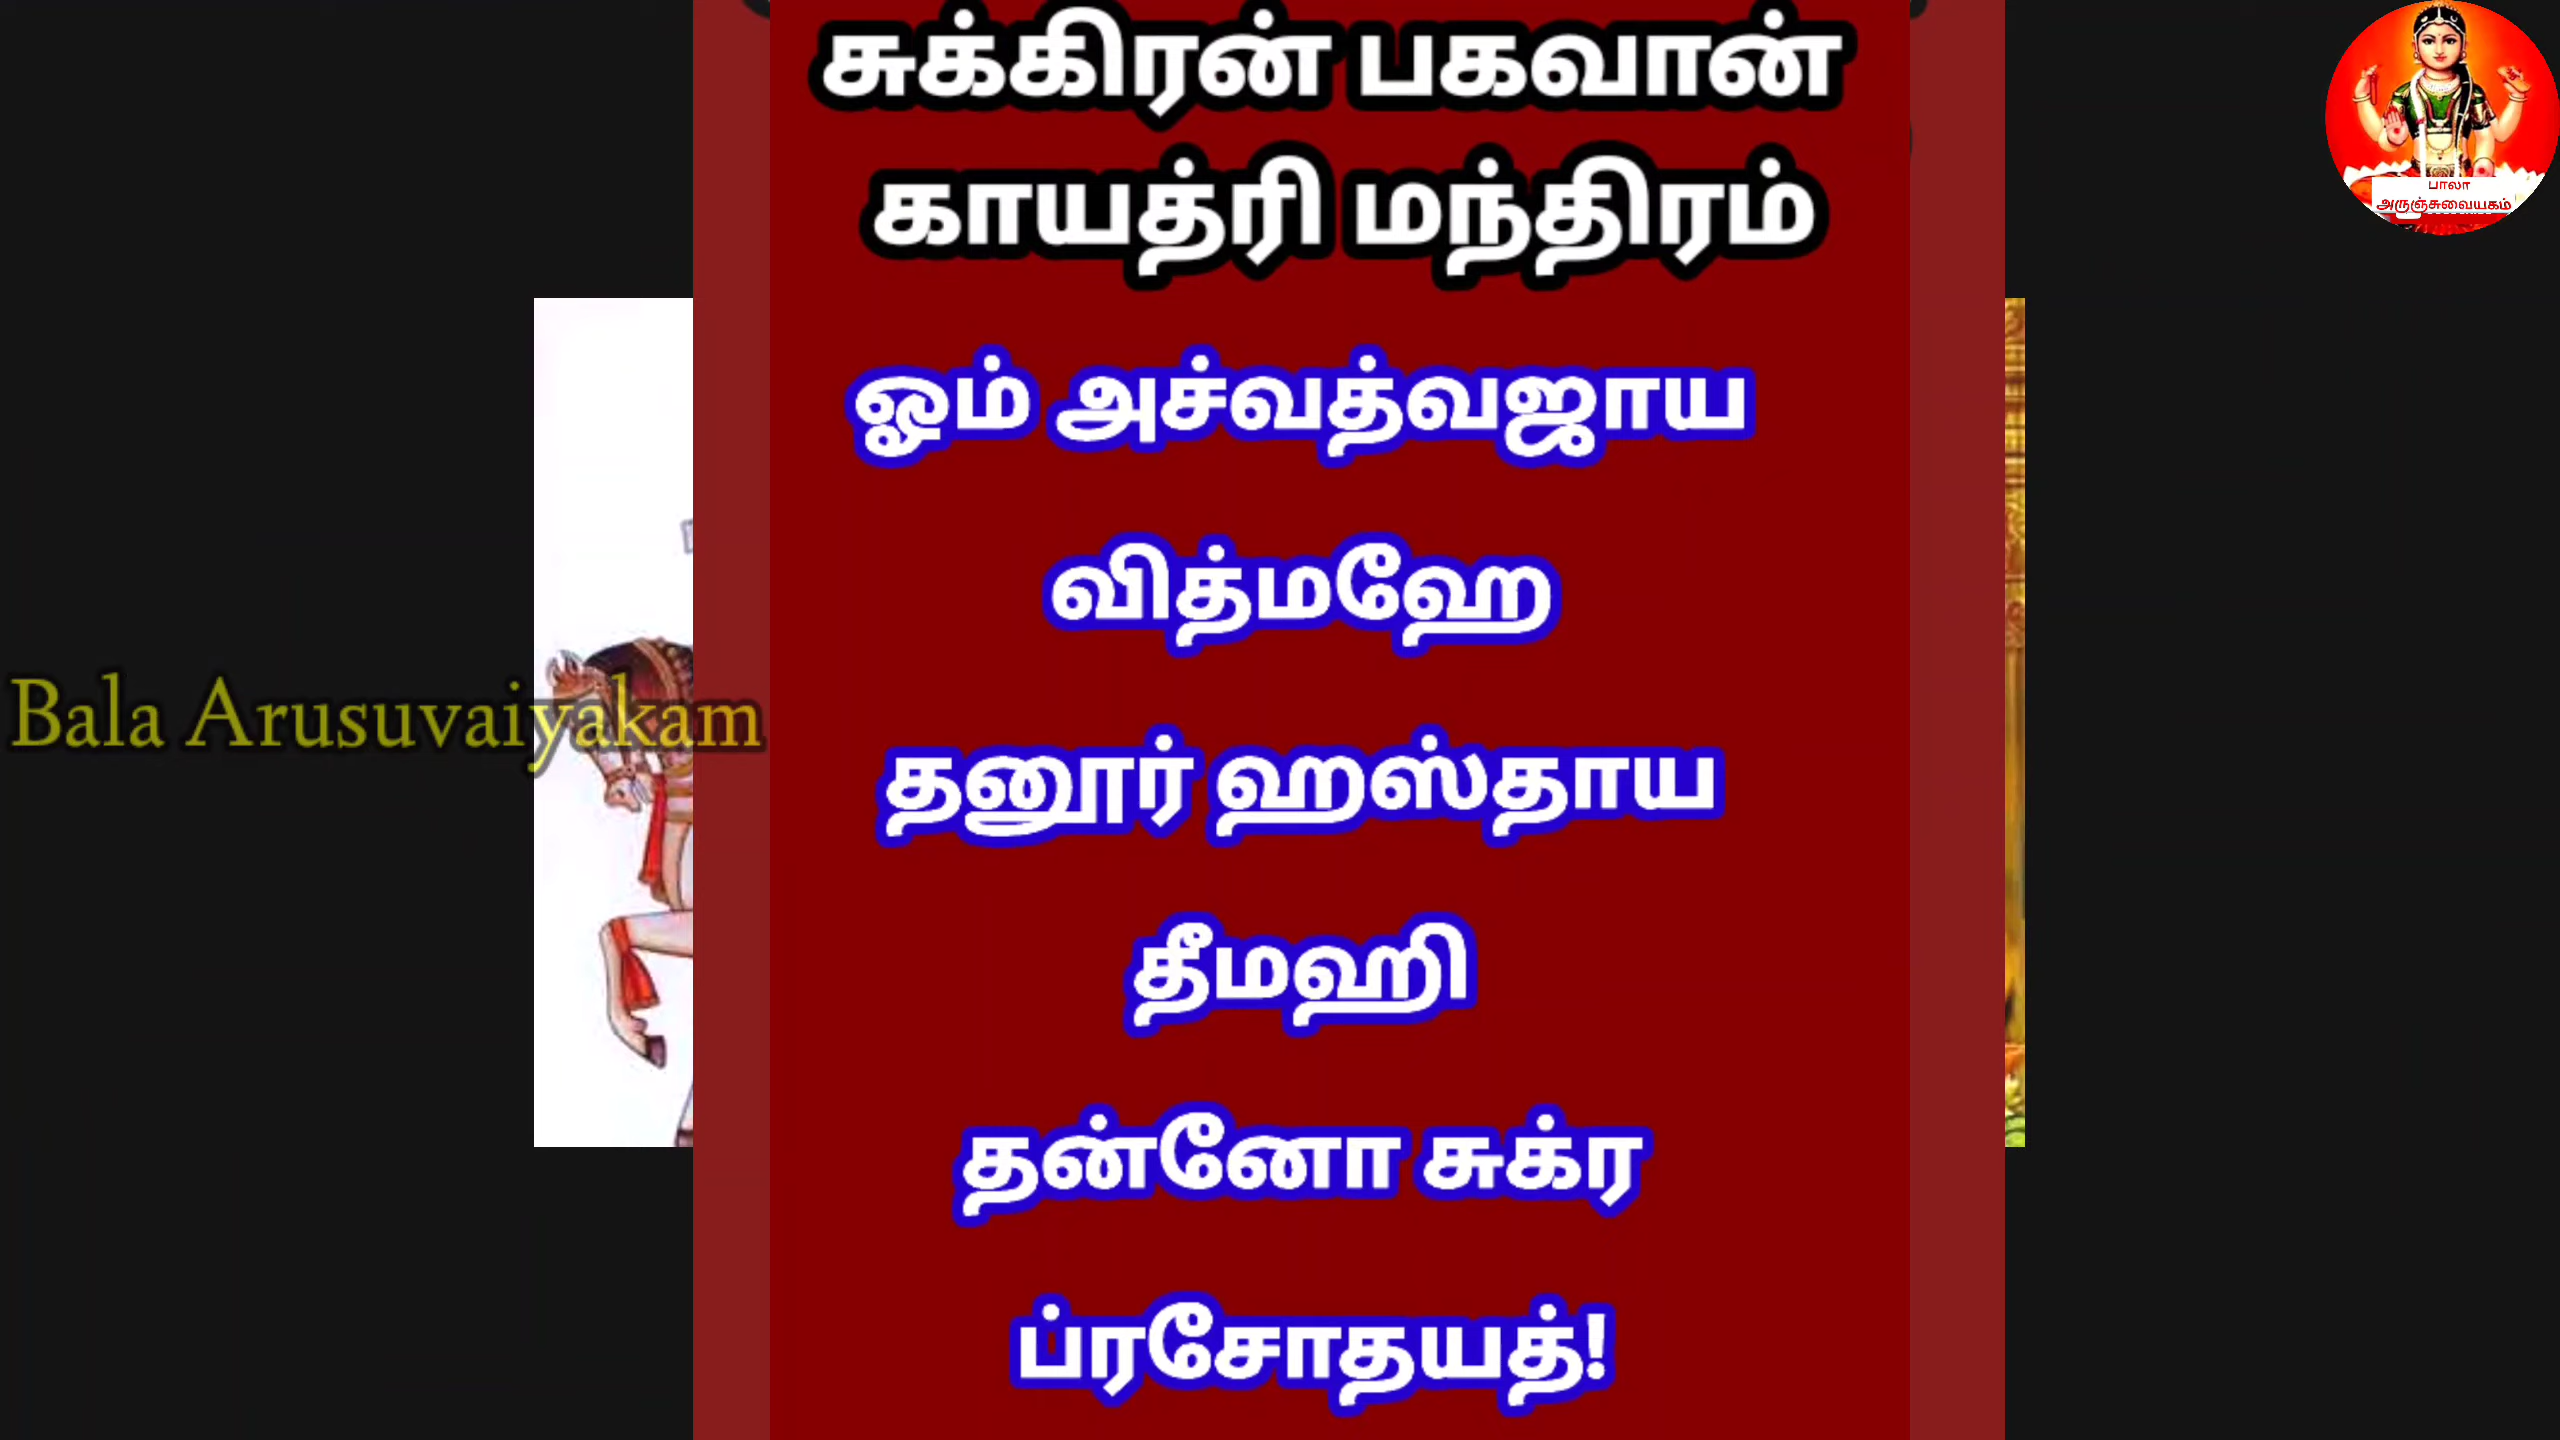 சுக்கிரன் பகவான்
காயத்ரி மந்திரம்
ஓம் அச்வத்வஜாய
வித்மஹே
தனூர் ஹஸ்தாய
தீமஹி
தன்னோ சுக்ர
ப்ரசோதயத்!
Bala Arusuvaiyakam
பாலா
அருஞ்சுவையகம்